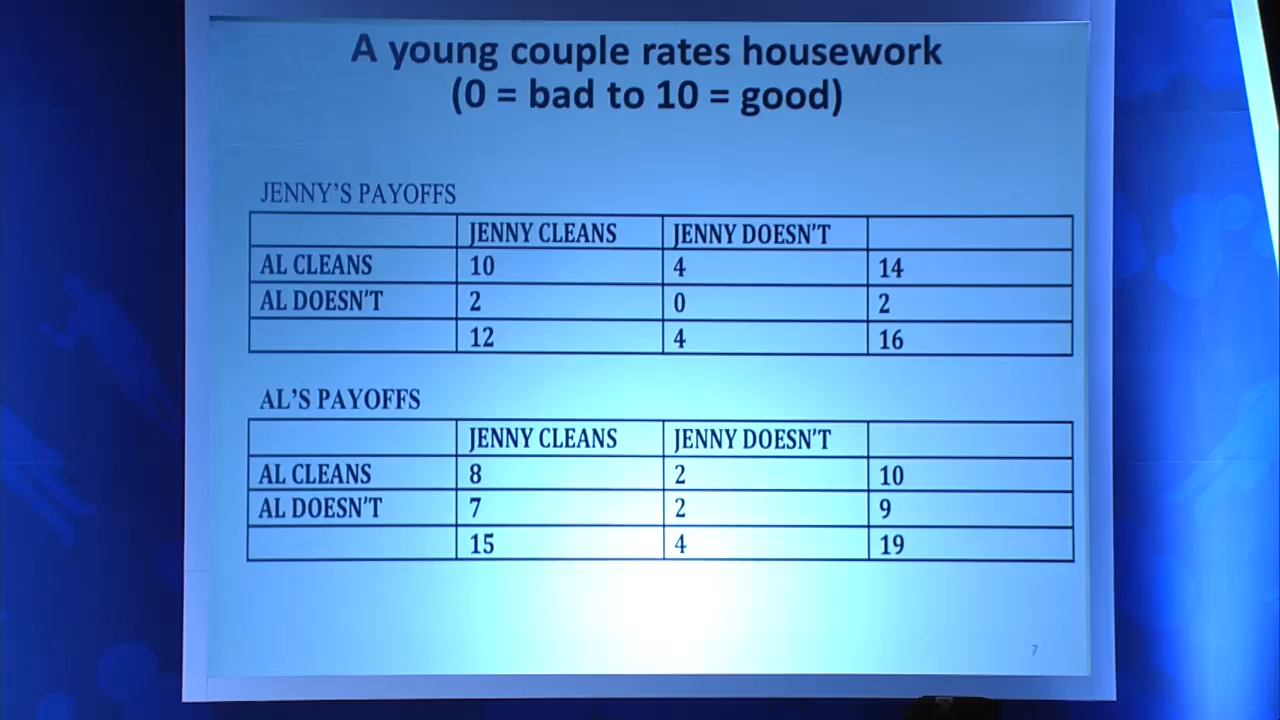 A young couple rates housework
(0 = bad to 10 = good)
JENNY'S PAYOFFS
JENNY CLEANS JENNY DOESN'T
AL CLEANS 10 4 14
AL DOESN'T 2 0 2
12 4 16
AL'S PAYOFFS
JENNY CLEANS JENNY DOESN'T
AL CLEANS 8 2 10
AL DOESN'T 7 2 9
15 4 19
7